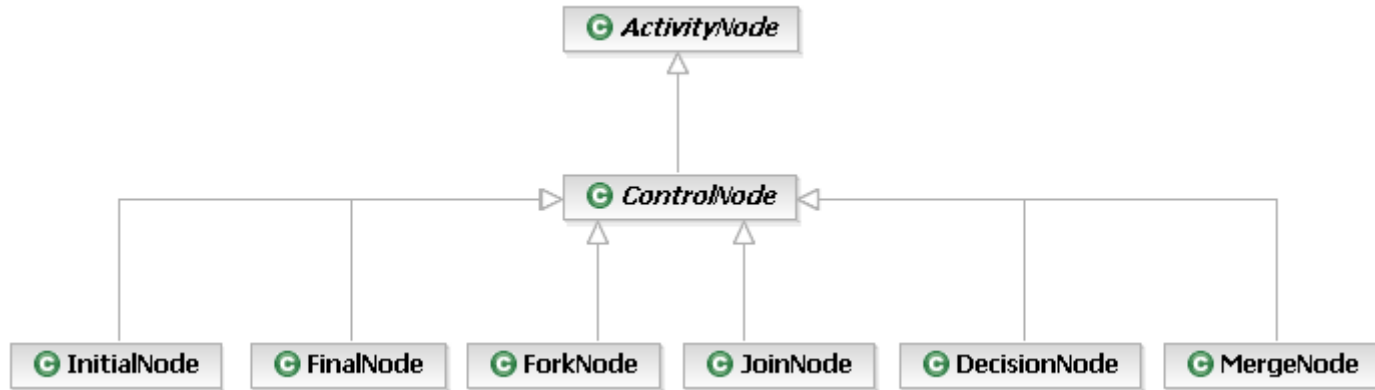 ActivityNode
ControlNode
InitialNode
FinalNode
ForkNode
JoinNode
DecisionNode
MergeNode